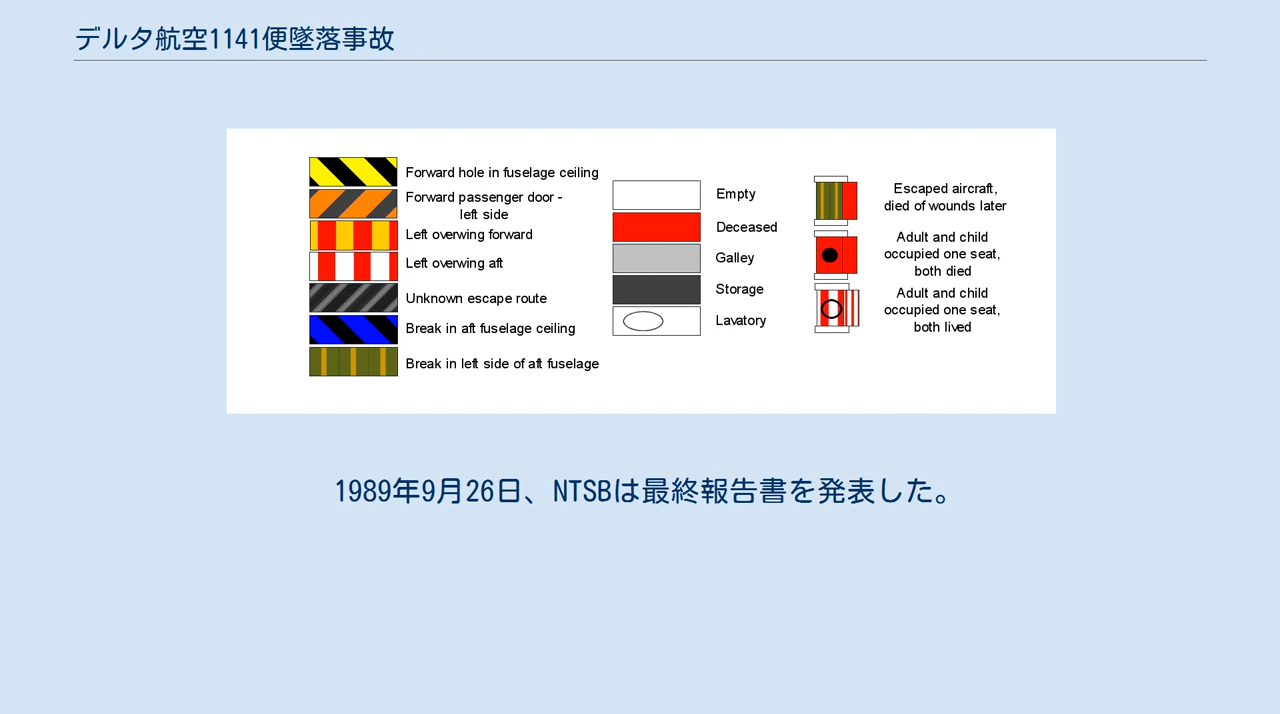 デルタ航空1141便墜落事故
Forward hole in fuselage ceiling
Forward passenger door -
left side
Left overwing forward
Left overwing aft
Unknown escape route
Break in aft fuselage ceiling
Break in left side of aft fuselage
Empty
Deceased
Galley
Storage
Lavatory
Escaped aircraft,
died of wounds later
Adult and child
occupied one seat,
both died
Adult and child
occupied one seat,
both lived
1989年9月26日、NTSBは最終報告書を発表した。